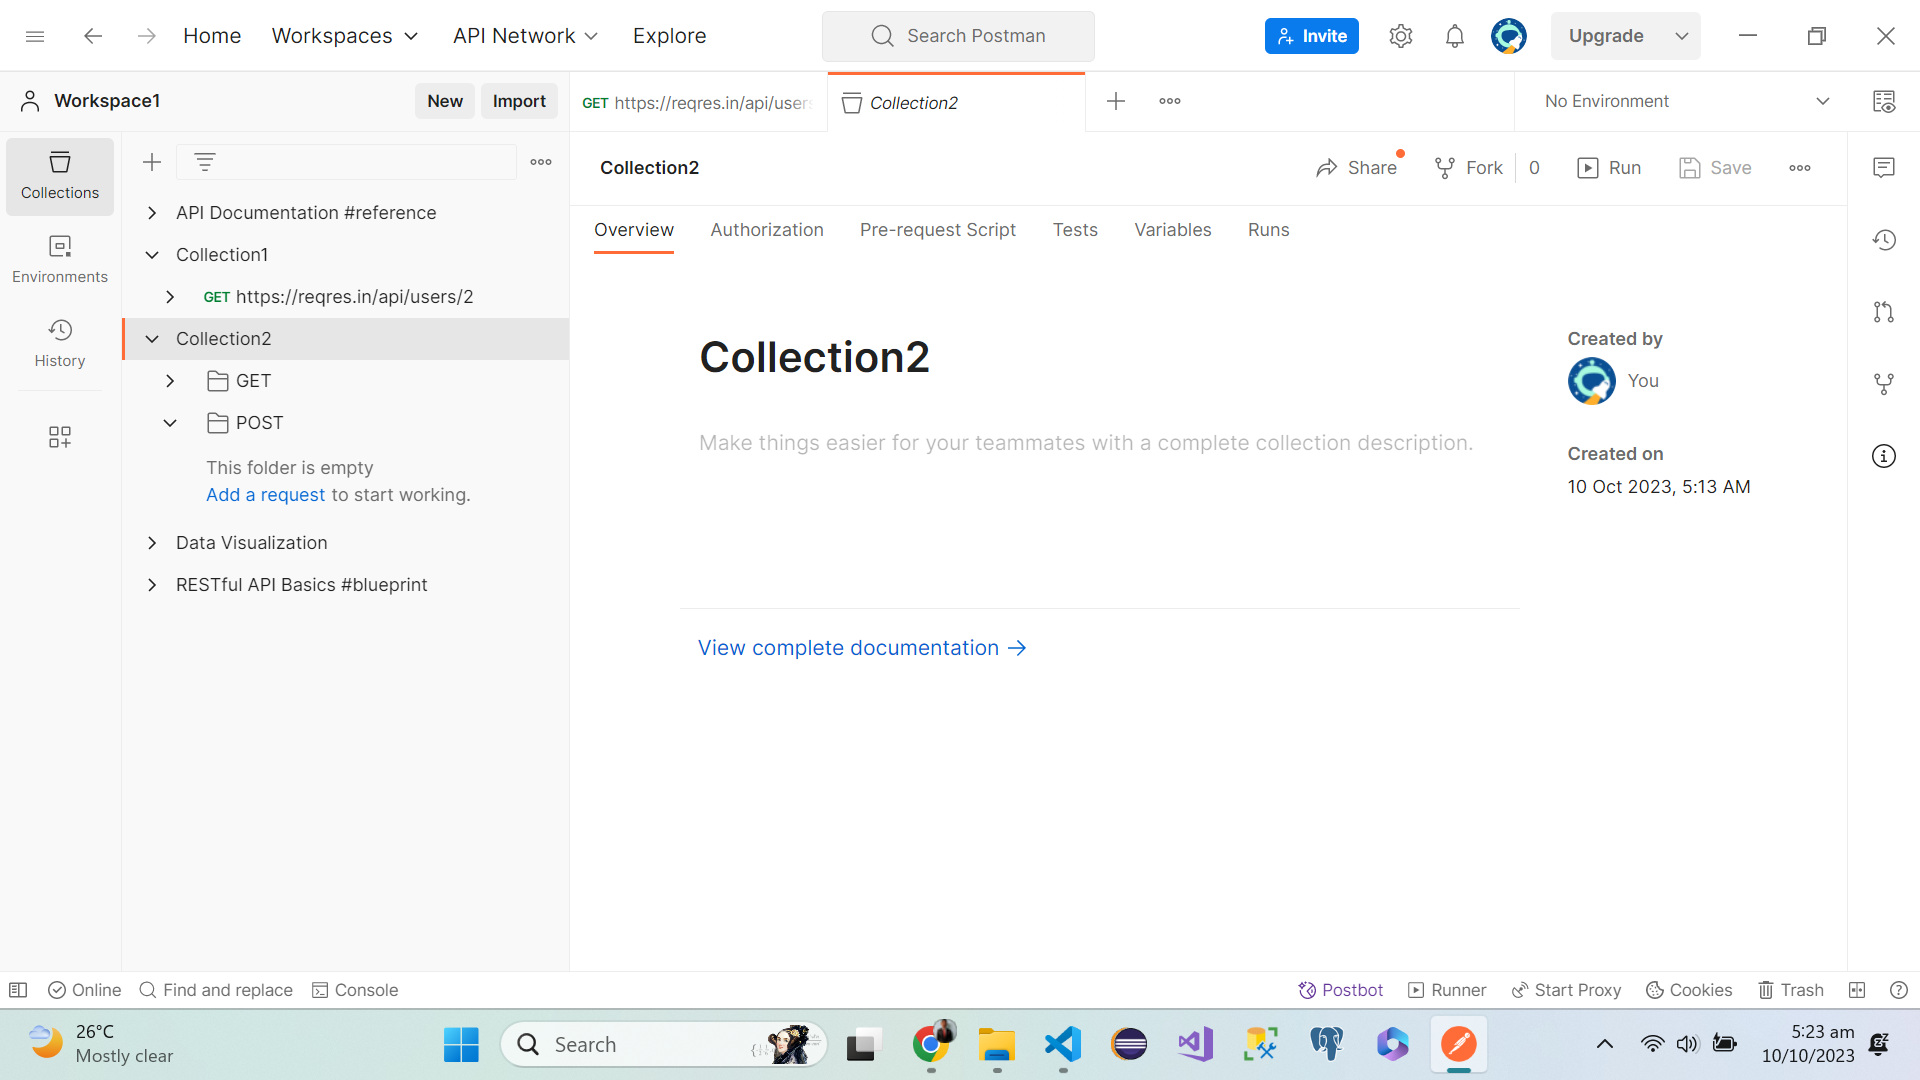 Home
Workspaces
API Network
Explore
Search Postman
Invite
Upgrade
Workspace1
New
Import
GET https://reqres.in/api/users
Collection2
No Environment
Collections
Environments
History
API Documentation #reference
Collection1
GET https://reqres.in/api/users/2
Collection2
GET
POST
This folder is empty
Add a request to start working.
Data Visualization
RESTful API Basics #blueprint
Collection2
Share
Fork
0
Run
Save
Overview
Authorization
Pre-request Script
Tests
Variables
Runs
Collection2
Make things easier for your teammates with a complete collection description.
View complete documentation →
Created by
You
Created on
10 Oct 2023, 5:13 AM
Online
Find and replace
Console
Postbot
Runner
Start Proxy
Cookies
Trash
26°C
Mostly clear
Search
5:23 am
10/10/2023